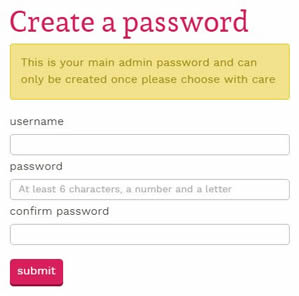 Create a password
This is your main admin password and can
only be created once please choose with care
username
password
At least 6 characters, a number and a letter
confirm password
submit